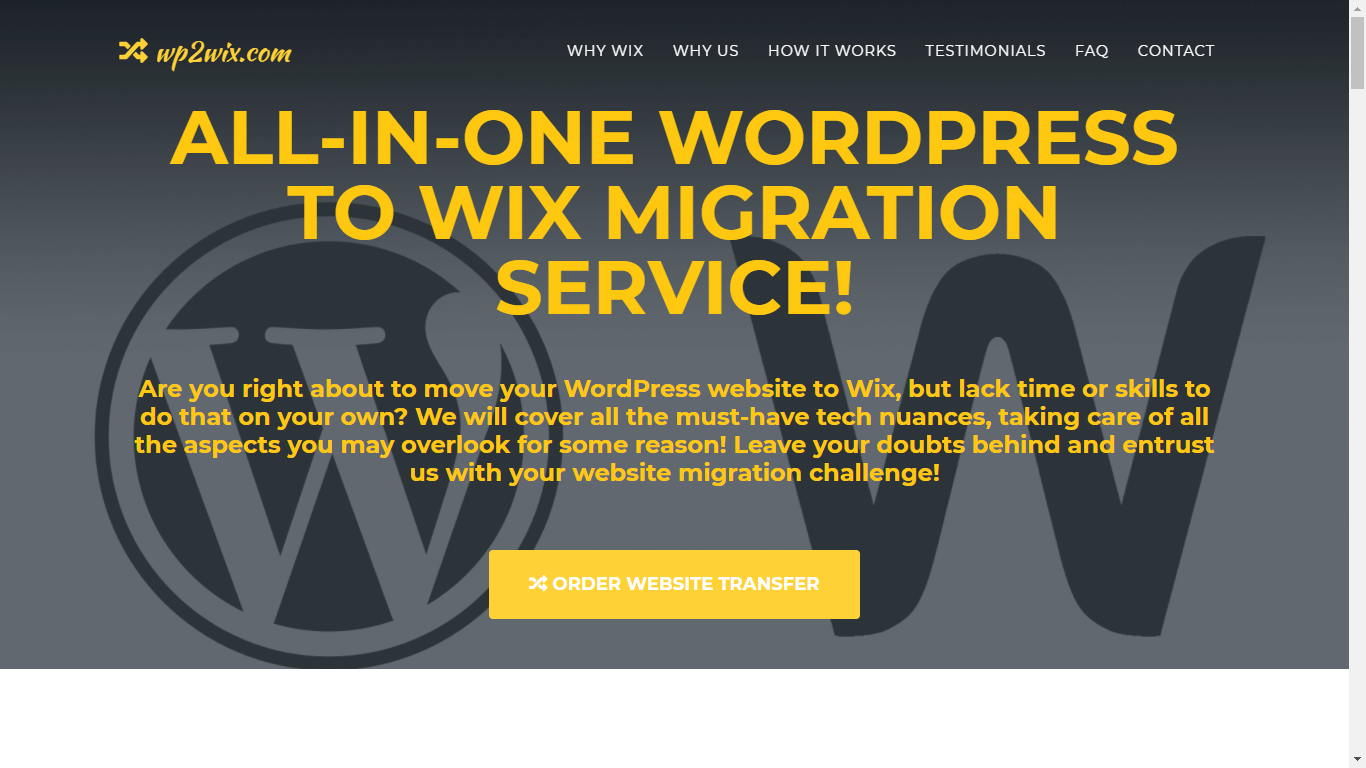 wp2wix.com
WHY WIX WHY US HOW IT WORKS TESTIMONIALS FAQ CONTACT
ALL-IN-ONE WORDPRESS
TO WIX MIGRATION
SERVICE!
Are you right about to move your WordPress website to Wix, but lack time or skills to
do that on your own? We will cover all the must-have tech nuances, taking care of all
the aspects you may overlook for some reason! Leave your doubts behind and entrust
us with your website migration challenge!
ORDER WEBSITE TRANSFER